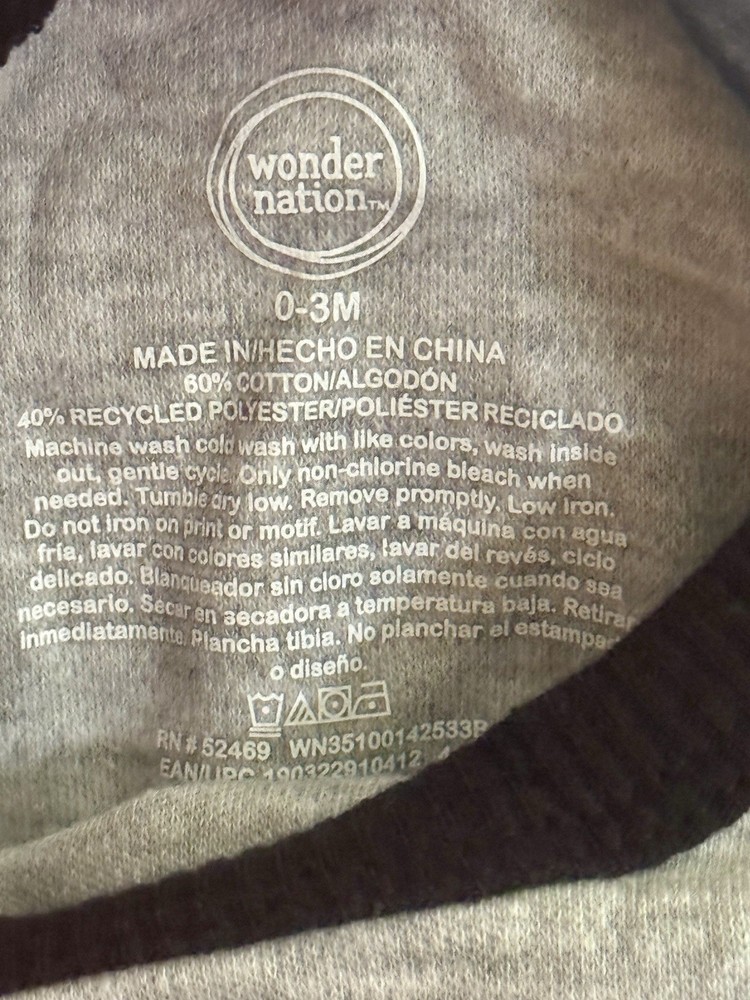 wonder
nation™
0-3M
MADE IN/HECHO EN CHINA
60% COTTON/ALGODÓN
40% RECYCLED POLYESTER/POLIÉSTER RECICLADO
Machine wash cold wash with like colors, wash inside
out, gentle cycle. Only non-chlorine bleach when
needed. Tumble dry low. Remove promptly. Low iron.
Do not iron on print or motif. Lavar a máquina con agua
fría, lavar con colores similares, lavar del revés, ciclo
delicado. Blanqueador sin cloro solamente cuando sea
necesario. Secar en secadora a temperatura baja. Retirar
inmediatamente. Plancha tibia. No planchar el
o diseño.
RN # 52469 WN35100142533
EAN/UPC 190322910412